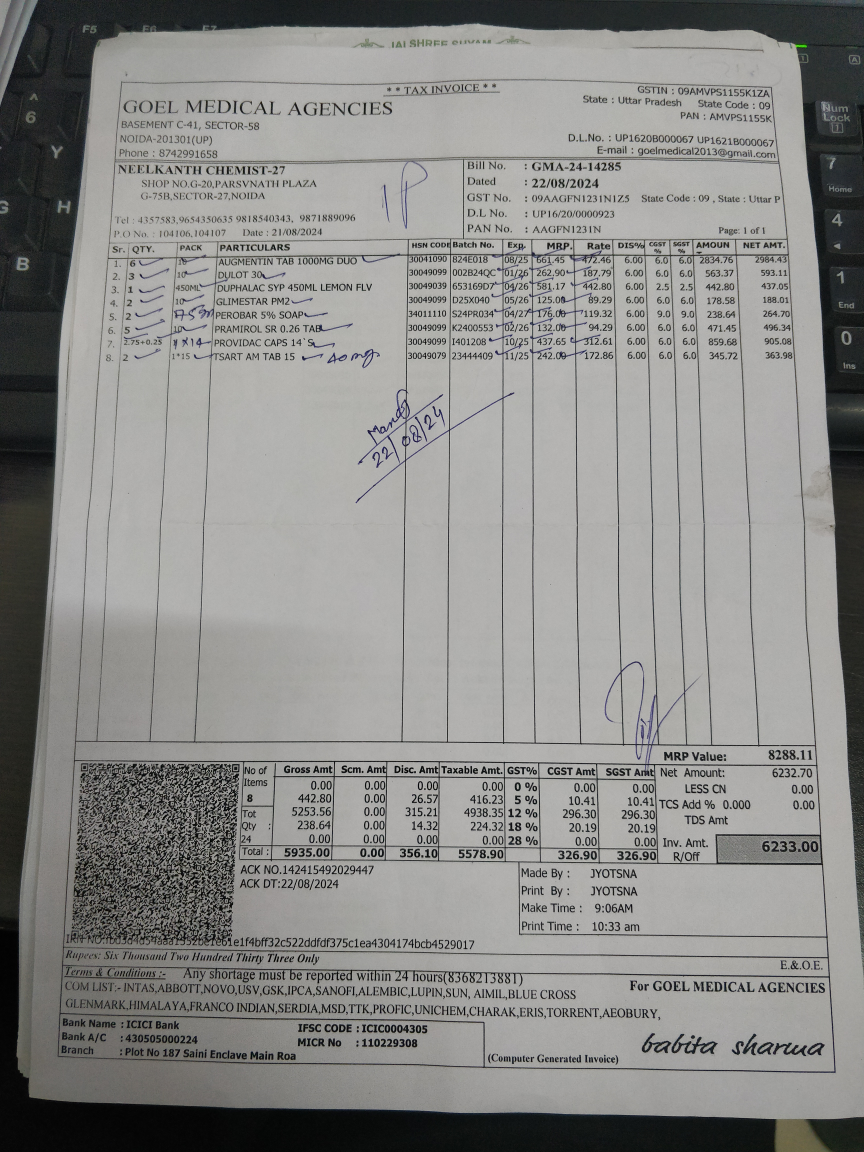 JAI SHREE SHYAM
* * TAX INVOICE * *
GOEL MEDICAL AGENCIES
BASEMENT C-41, SECTOR-58
NOIDA-201301(UP)
Phone : 8742991658
GSTIN : 09AMVPS1155K1ZA
State : Uttar Pradesh State Code : 09
PAN : AMVPS1155K
D.L.No. : UP1620B000067 UP1621B000067
E-mail : goelmedical2013@gmail.com
NEELKANTH CHEMIST-27
SHOP NO.G-20,PARSVNATH PLAZA
G-75B,SECTOR-27,NOIDA
Tel : 4357583,9654350635 9818540343, 9871889096
P.O No. : 104106,104107 Date : 21/08/2024
IP
Bill No. : GMA-24-14285
Dated : 22/08/2024
GST No. : 09AAGFN1231N1Z5 State Code : 09 , State : Uttar P
D.L No. : UP16/20/0000923
PAN No. : AAGFN1231N Page: 1 of 1
Sr. QTY. PACK PARTICULARS HSN CODE Batch No. Exp. MRP. Rate DIS% CGST % SGST % AMOUN NET AMT.
1. 6 10 AUGMENTIN TAB 1000MG DUO 30041090 824E018 08/25 661.45 472.46 6.00 6.0 6.0 2834.76 2984.43
2. 3 10 DULOT 30 30049099 002B24QC 01/26 262.90 187.79 6.00 6.0 6.0 563.37 593.11
3. 1 450ML DUPHALAC SYP 450ML LEMON FLV 30049039 653169D7 04/26 581.17 442.80 6.00 2.5 2.5 442.80 437.05
4. 2 10 GLIMESTAR PM2 30049099 D25X040 05/26 125.00 89.29 6.00 6.0 6.0 178.58 188.01
5. 2 75gm PEROBAR 5% SOAP 34011110 S24PR034 04/27 176.00 119.32 6.00 9.0 9.0 238.64 264.70
6. 5 10 PRAMIROL SR 0.26 TAB 30049099 K2400553 02/26 132.00 94.29 6.00 6.0 6.0 471.45 496.34
7. 2.75+0.25 1 X 14 PROVIDAC CAPS 14`S 30049099 I401208 10/25 437.65 312.61 6.00 6.0 6.0 859.68 905.08
8. 2 1*15 TSART AM TAB 15 40 mg 30049079 23444409 11/25 242.00 172.86 6.00 6.0 6.0 345.72 363.98
22/08/24
MRP Value: 8288.11
No of Items Gross Amt Scm. Amt Disc. Amt Taxable Amt. GST% CGST Amt SGST Amt
0.00 0.00 0.00 0.00 0 % 0.00 0.00
8 442.80 0.00 26.57 416.23 5 % 10.41 10.41
Tot 5253.56 0.00 315.21 4938.35 12 % 296.30 296.30
Qty : 238.64 0.00 14.32 224.32 18 % 20.19 20.19
24 0.00 0.00 0.00 0.00 28 % 0.00 0.00
Total : 5935.00 0.00 356.10 5578.90 326.90 326.90
Net Amount: 6232.70
LESS CN 0.00
TCS Add % 0.000 0.00
TDS Amt
Inv. Amt. 6233.00
R/Off
ACK NO.142415492029447
ACK DT:22/08/2024
Made By : JYOTSNA
Print By : JYOTSNA
Make Time : 9:06AM
Print Time : 10:33 am
Rupees: Six Thousand Two Hundred Thirty Three Only
E.&.O.E.
Terms & Conditions :- Any shortage must be reported within 24 hours(8368213881)
COM LIST:- INTAS,ABBOTT,NOVO,USV,GSK,IPCA,SANOFI,ALEMBIC,LUPIN,SUN, AIMIL,BLUE CROSS
GLENMARK,HIMALAYA,FRANCO INDIAN,SERDIA,MSD,TTK,PROFIC,UNICHEM,CHARAK,ERIS,TORRENT,AEOBURY,
For GOEL MEDICAL AGENCIES
Bank Name : ICICI Bank
Bank A/C : 430505000224
Branch : Plot No 187 Saini Enclave Main Roa
IFSC CODE : ICIC0004305
MICR No : 110229308
(Computer Generated Invoice)
babita sharma
F5
F6
F7
6
Y
G
H
B
Num Lock
7
Home
4
1
End
0
Ins